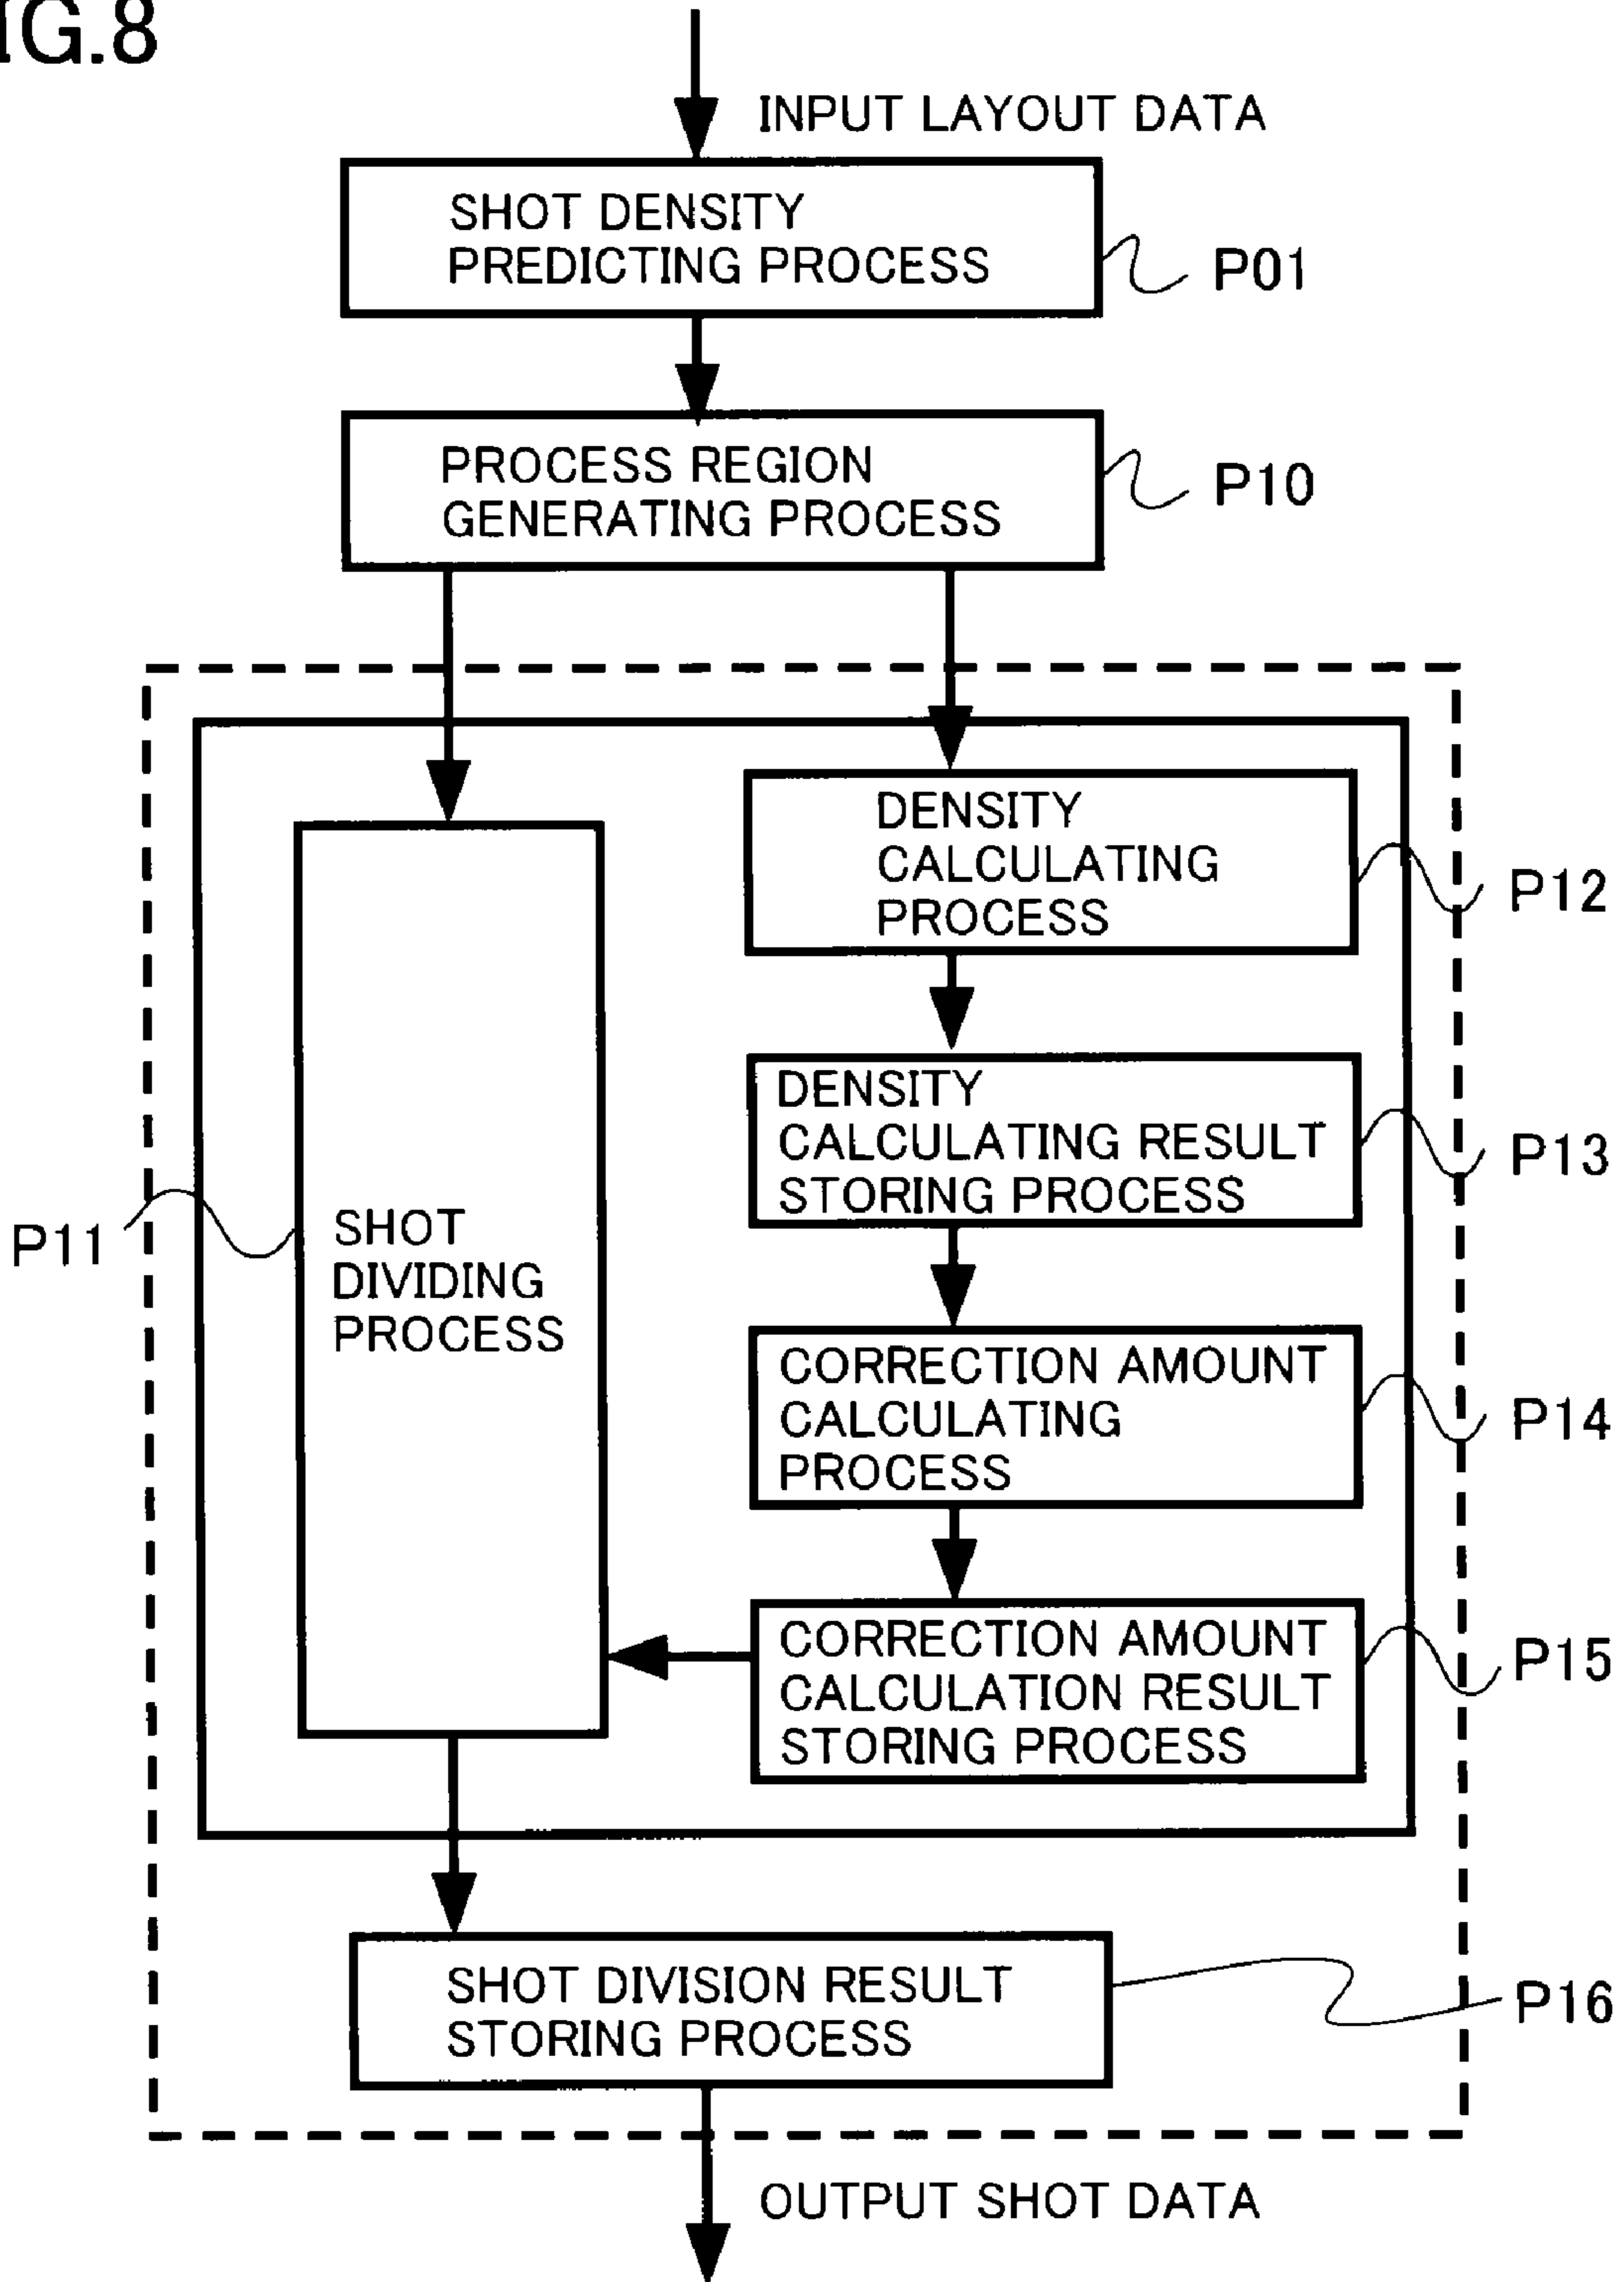 IG.8
INPUT LAYOUT DATA
SHOT DENSITY
PREDICTING PROCESS
P01
PROCESS REGION
GENERATING PROCESS
P10
DENSITY
CALCULATING
PROCESS
P12
DENSITY
CALCULATING RESULT
STORING PROCESS
P13
P11
SHOT
DIVIDING
PROCESS
CORRECTION AMOUNT
CALCULATING
PROCESS
P14
CORRECTION AMOUNT
CALCULATION RESULT
STORING PROCESS
P15
SHOT DIVISION RESULT
STORING PROCESS
P16
OUTPUT SHOT DATA